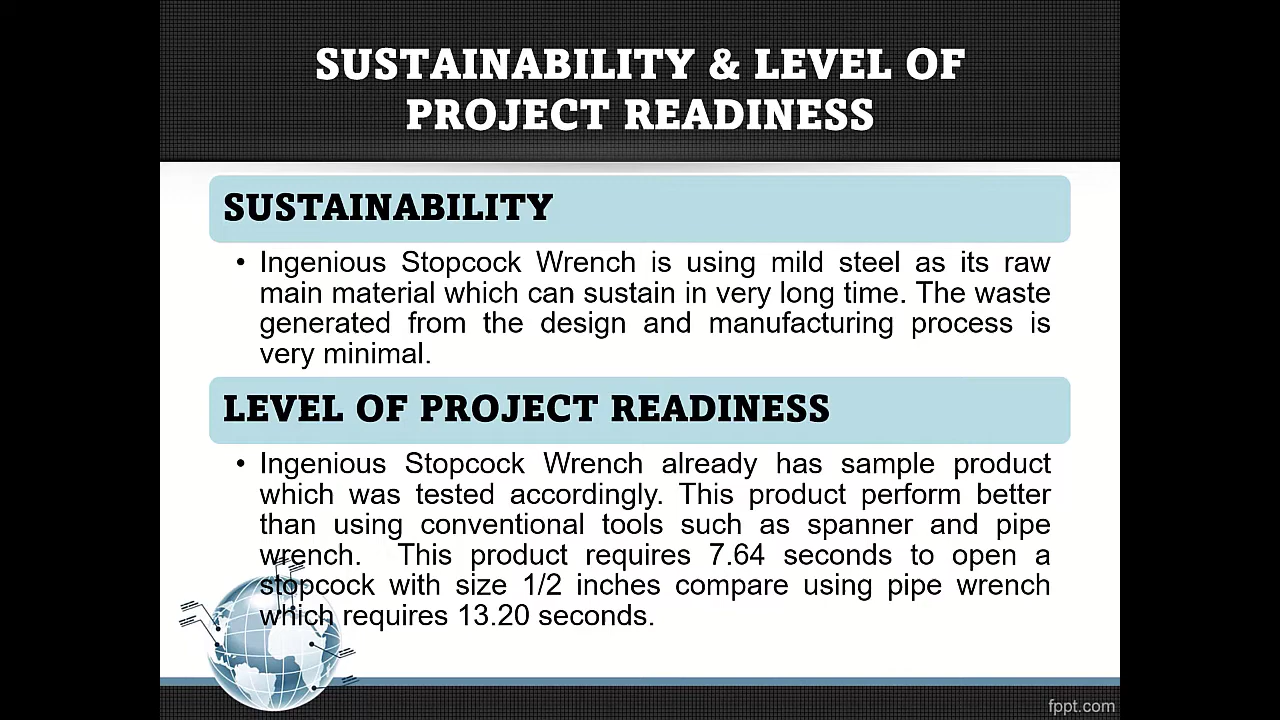 SUSTAINABILITY & LEVEL OF
PROJECT READINESS
SUSTAINABILITY
• Ingenious Stopcock Wrench is using mild steel as its raw
main material which can sustain in very long time. The waste
generated from the design and manufacturing process is
very minimal.
LEVEL OF PROJECT READINESS
• Ingenious Stopcock Wrench already has sample product
which was tested accordingly. This product perform better
than using conventional tools such as spanner and pipe
wrench. This product requires 7.64 seconds to open a
stopcock with size 1/2 inches compare using pipe wrench
which requires 13.20 seconds.
fppt.com